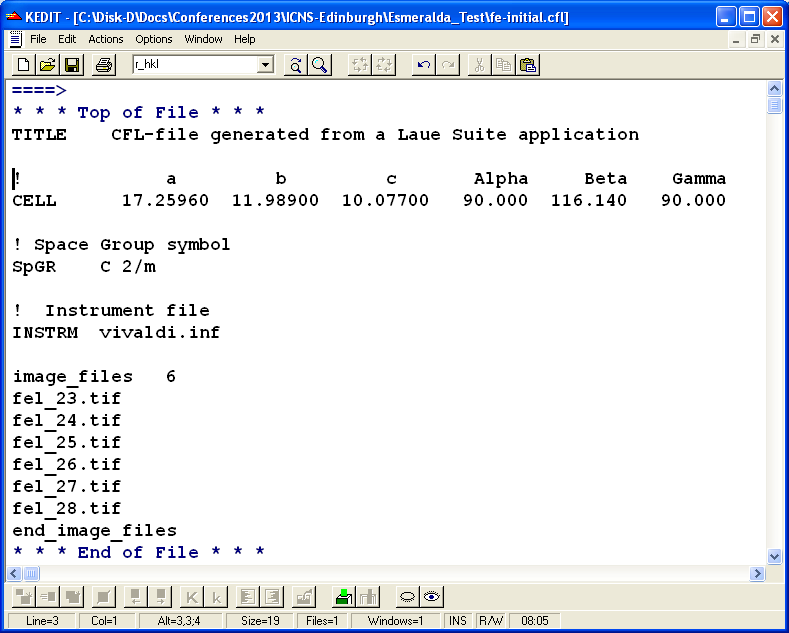 KEDIT - [C:\Disk-D\Docs\Conferences2013\ICNS-Edinburgh\Esmeralda_Test\fe-initial.cfl]
File Edit Actions Options Window Help
r_hkl
====>
* * * Top of File * * *
TITLE CFL-file generated from a Laue Suite application
! a b c Alpha Beta Gamma
CELL 17.25960 11.98900 10.07700 90.000 116.140 90.000
! Space Group symbol
SpGR C 2/m
! Instrument file
INSTRM vivaldi.inf
image_files 6
fel_23.tif
fel_24.tif
fel_25.tif
fel_26.tif
fel_27.tif
fel_28.tif
end_image_files
* * * End of File * * *
K k
Line=3 Col=1 Alt=3,3;4 Size=19 Files=1 Windows=1 INS R/W 08:05